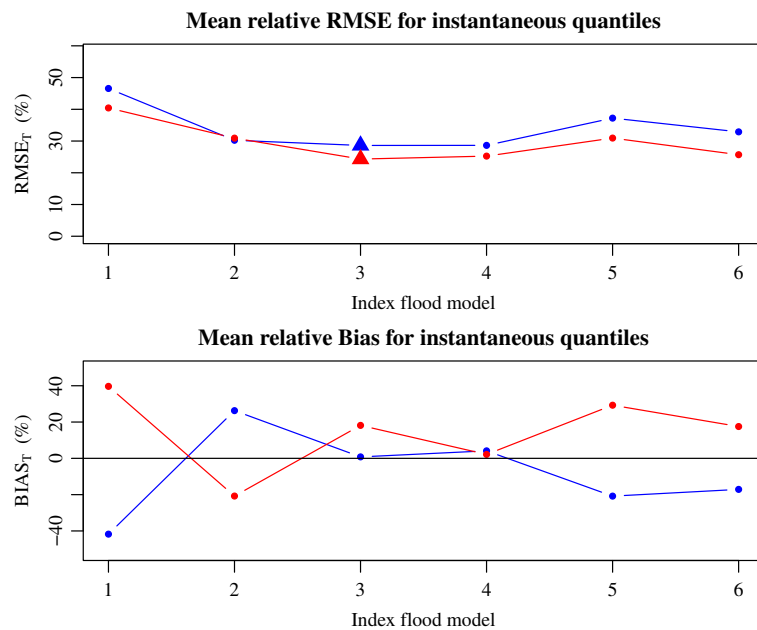 Mean relative RMSE for instantaneous quantiles
RMSE_T (%)
50
30
10
0
1 2 3 4 5 6
Index flood model
Mean relative Bias for instantaneous quantiles
BIAS_T (%)
40
20
0
−40
1 2 3 4 5 6
Index flood model